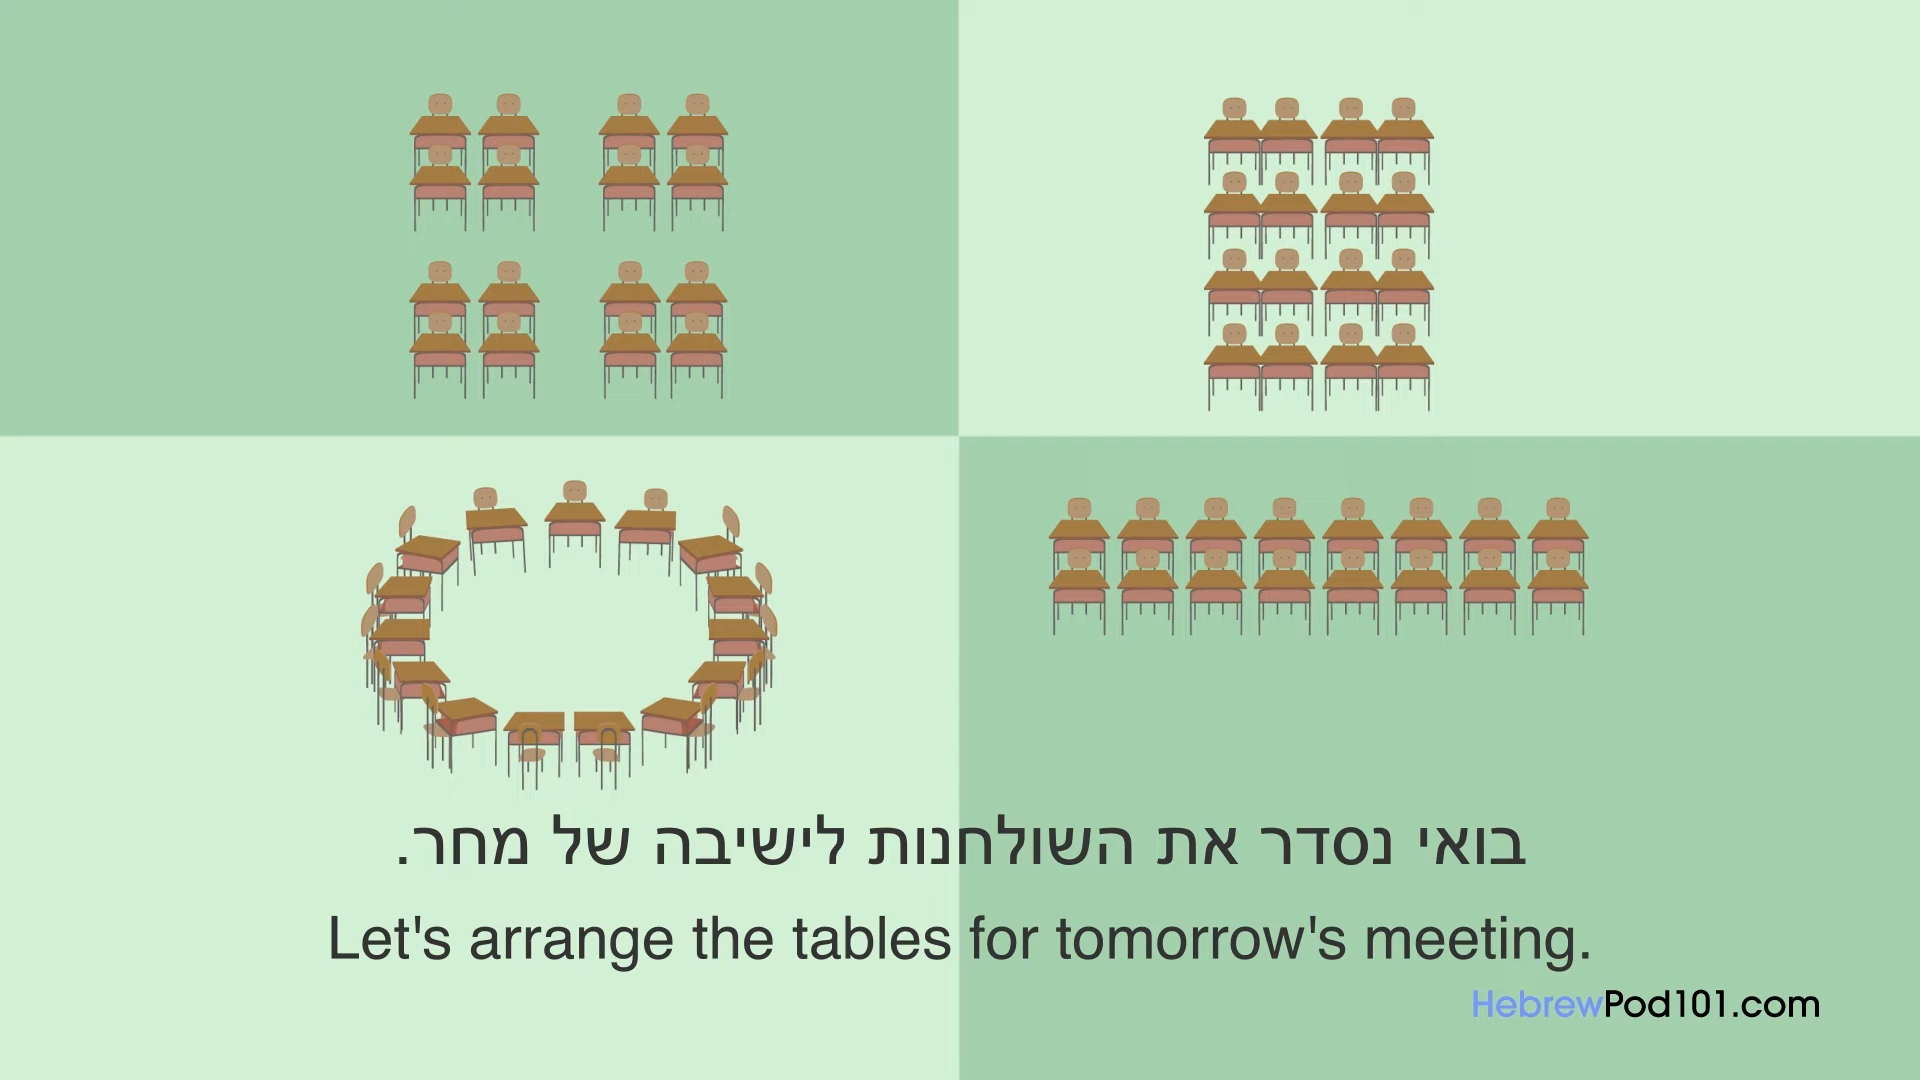 בואי נסדר את השולחנות לישיבה של מחר.
Let's arrange the tables for tomorrow's meeting.
HebrewPod101.com